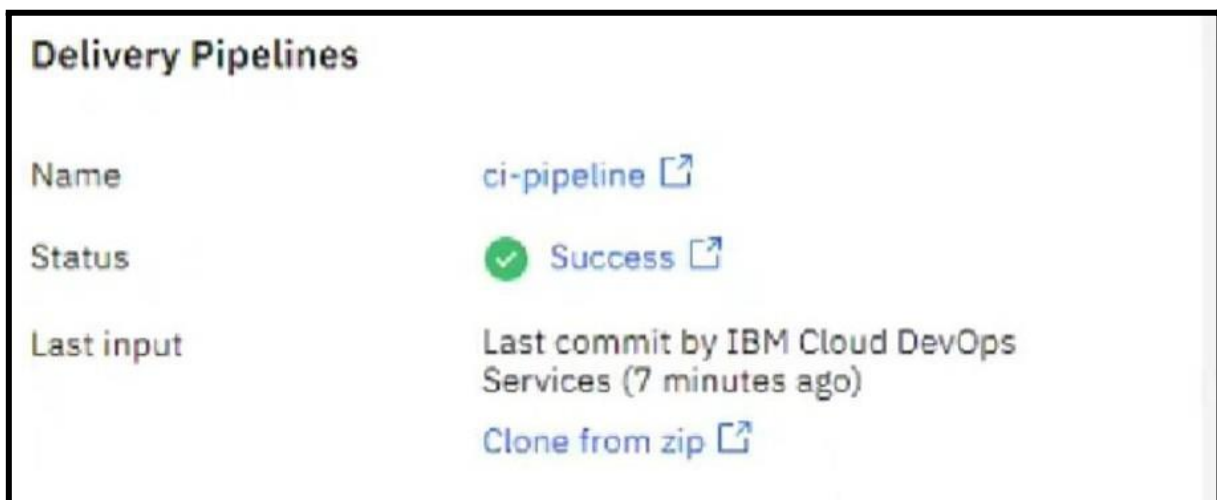 Delivery Pipelines
Name ci-pipeline
Status Success
Last input Last commit by IBM Cloud DevOps
Services (7 minutes ago)
Clone from zip